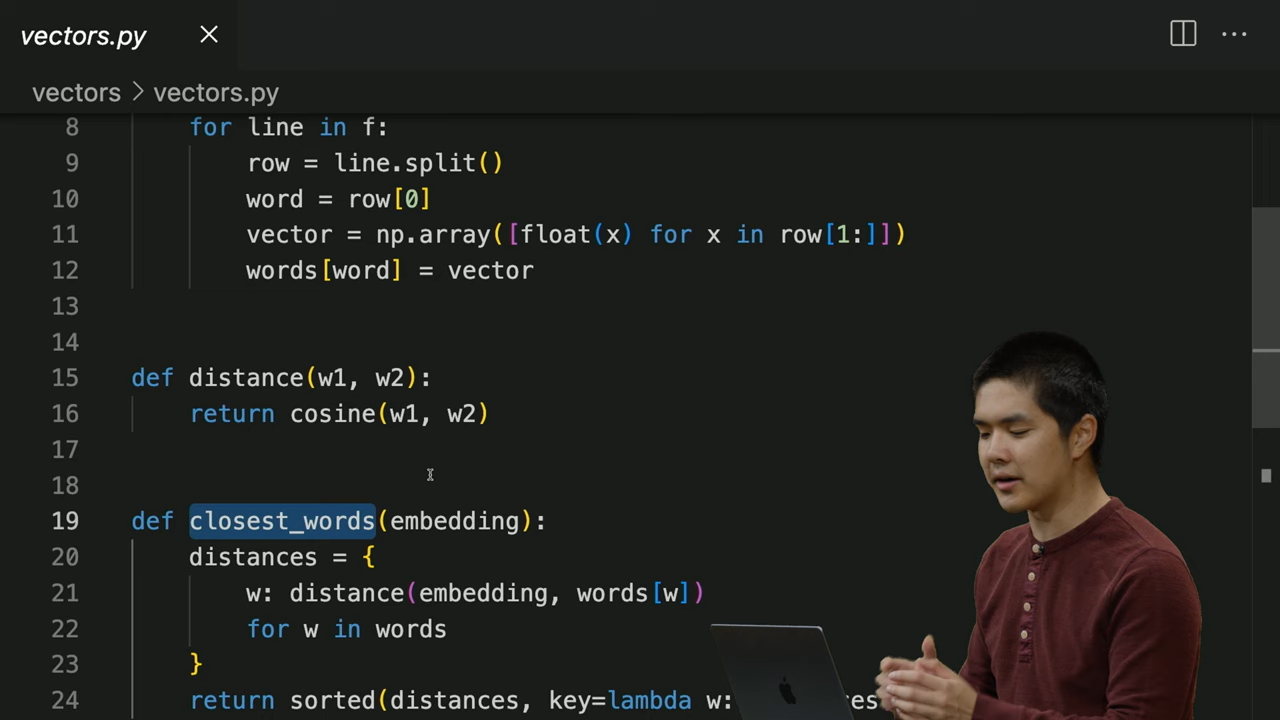 vectors.py
vectors > vectors.py
8 for line in f:
9 row = line.split()
10 word = row[0]
11 vector = np.array([float(x) for x in row[1:]])
12 words[word] = vector
13
14
15 def distance(w1, w2):
16 return cosine(w1, w2)
17
18
19 def closest_words(embedding):
20 distances = {
21 w: distance(embedding, words[w])
22 for w in words
23 }
24 return sorted(distances, key=lambda w: